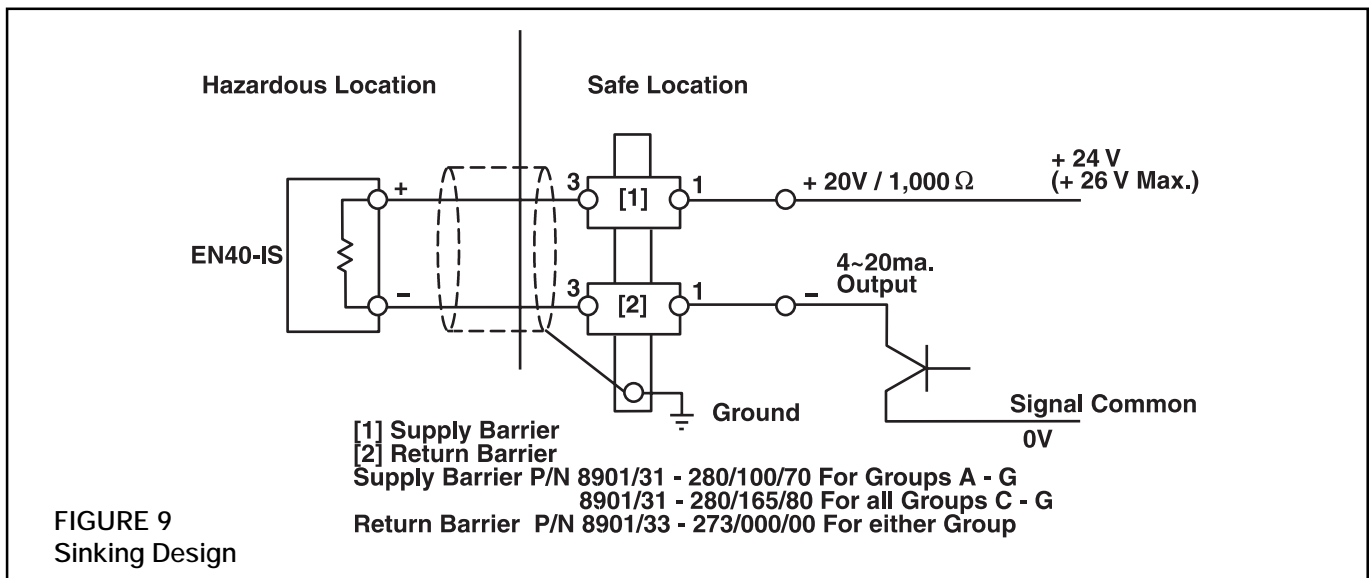 Hazardous Location
Safe Location
+ 24 V
(+ 26 V Max.)
+
3
[1]
1
+ 20V / 1,000 Ω
EN40-IS
4~20ma.
Output
−
3
[2]
1
−
Ground
Signal Common
0V
[1] Supply Barrier
[2] Return Barrier
Supply Barrier P/N 8901/31 - 280/100/70 For Groups A - G
8901/31 - 280/165/80 For all Groups C - G
Return Barrier P/N 8901/33 - 273/000/00 For either Group
FIGURE 9
Sinking Design